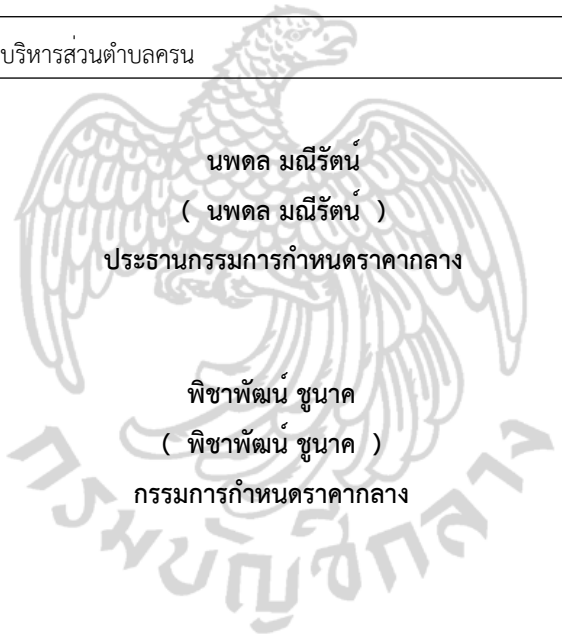 บริหารส่วนตำบลครน
นพดล มณีรัตน์
( นพดล มณีรัตน์ )
ประธานกรรมการกำหนดราคากลาง
พิชาพัฒน์ ชูนาค
( พิชาพัฒน์ ชูนาค )
กรรมการกำหนดราคากลาง
กรมบัญชีกลาง